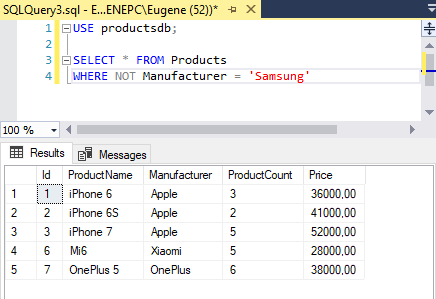 SQLQuery3.sql - E...ENEPC\Eugene (52))*
1 USE productsdb;
2
3 SELECT * FROM Products
4 WHERE NOT Manufacturer = 'Samsung'
100 %
Results Messages
Id ProductName Manufacturer ProductCount Price
1 1 iPhone 6 Apple 3 36000,00
2 2 iPhone 6S Apple 2 41000,00
3 3 iPhone 7 Apple 5 52000,00
4 6 Mi6 Xiaomi 5 28000,00
5 7 OnePlus 5 OnePlus 6 38000,00